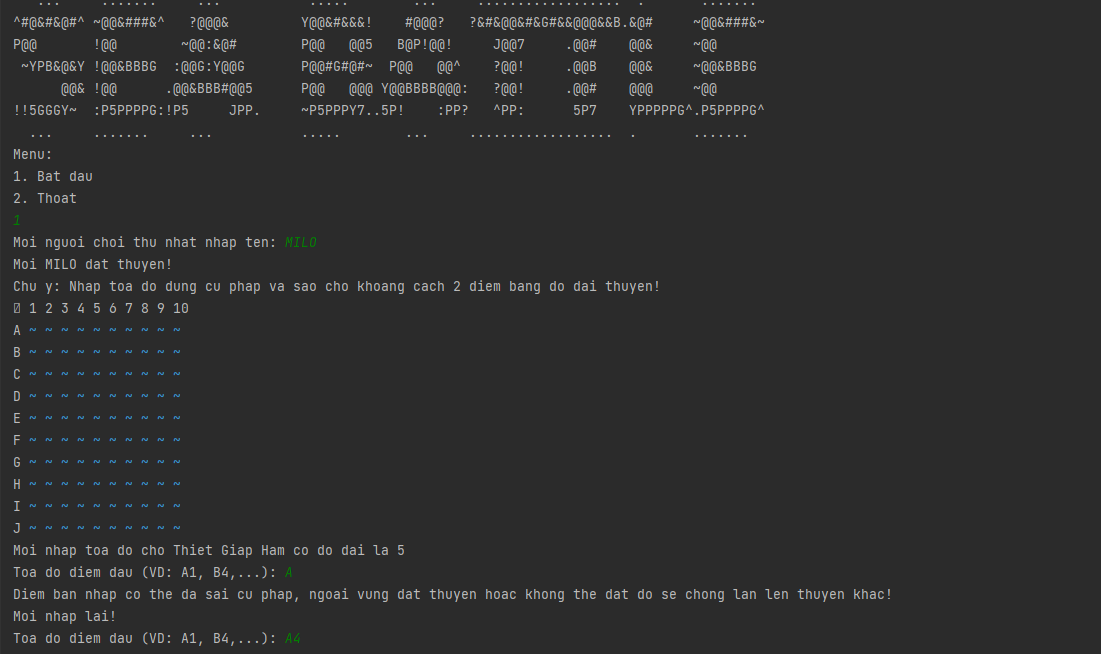 ...     .......     ...           .....        ...     ..................  .       .......
^#@&#&@#^ ~@@&###&^   ?@@@&         Y@@&#&&&!    #@@@?   ?&#&@@&#&G#&&@@@&&B.&@#     ~@@&###&~
P@@       !@@        ~@@:&@#        P@@   @@5   B@P!@@!     J@@7     .@@#    @@&     ~@@
 ~YPB&@&Y !@@&BBBG  :@@G:Y@@G       P@@#G#@#~  P@@   @@^    ?@@!     .@@B    @@&     ~@@&BBBG
      @@& !@@      .@@&BBB#@@5      P@@   @@@ Y@@BBBB@@@:   ?@@!     .@@#    @@@     ~@@
!!5GGGY~  :P5PPPPG:!P5     JPP.     ~P5PPPY7..5P!    :PP?   ^PP:      5P7    YPPPPPG^.P5PPPPG^
  ...     .......     ...           .....        ...     ..................  .       .......
Menu:
1. Bat dau
2. Thoat
1
Moi nguoi choi thu nhat nhap ten: MILO
Moi MILO dat thuyen!
Chu y: Nhap toa do dung cu phap va sao cho khoang cach 2 diem bang do dai thuyen!
1 2 3 4 5 6 7 8 9 10
A ~ ~ ~ ~ ~ ~ ~ ~ ~ ~
B ~ ~ ~ ~ ~ ~ ~ ~ ~ ~
C ~ ~ ~ ~ ~ ~ ~ ~ ~ ~
D ~ ~ ~ ~ ~ ~ ~ ~ ~ ~
E ~ ~ ~ ~ ~ ~ ~ ~ ~ ~
F ~ ~ ~ ~ ~ ~ ~ ~ ~ ~
G ~ ~ ~ ~ ~ ~ ~ ~ ~ ~
H ~ ~ ~ ~ ~ ~ ~ ~ ~ ~
I ~ ~ ~ ~ ~ ~ ~ ~ ~ ~
J ~ ~ ~ ~ ~ ~ ~ ~ ~ ~
Moi nhap toa do cho Thiet Giap Ham co do dai la 5
Toa do diem dau (VD: A1, B4,...): A
Diem ban nhap co the da sai cu phap, ngoai vung dat thuyen hoac khong the dat do se chong lan len thuyen khac!
Moi nhap lai!
Toa do diem dau (VD: A1, B4,...): A4